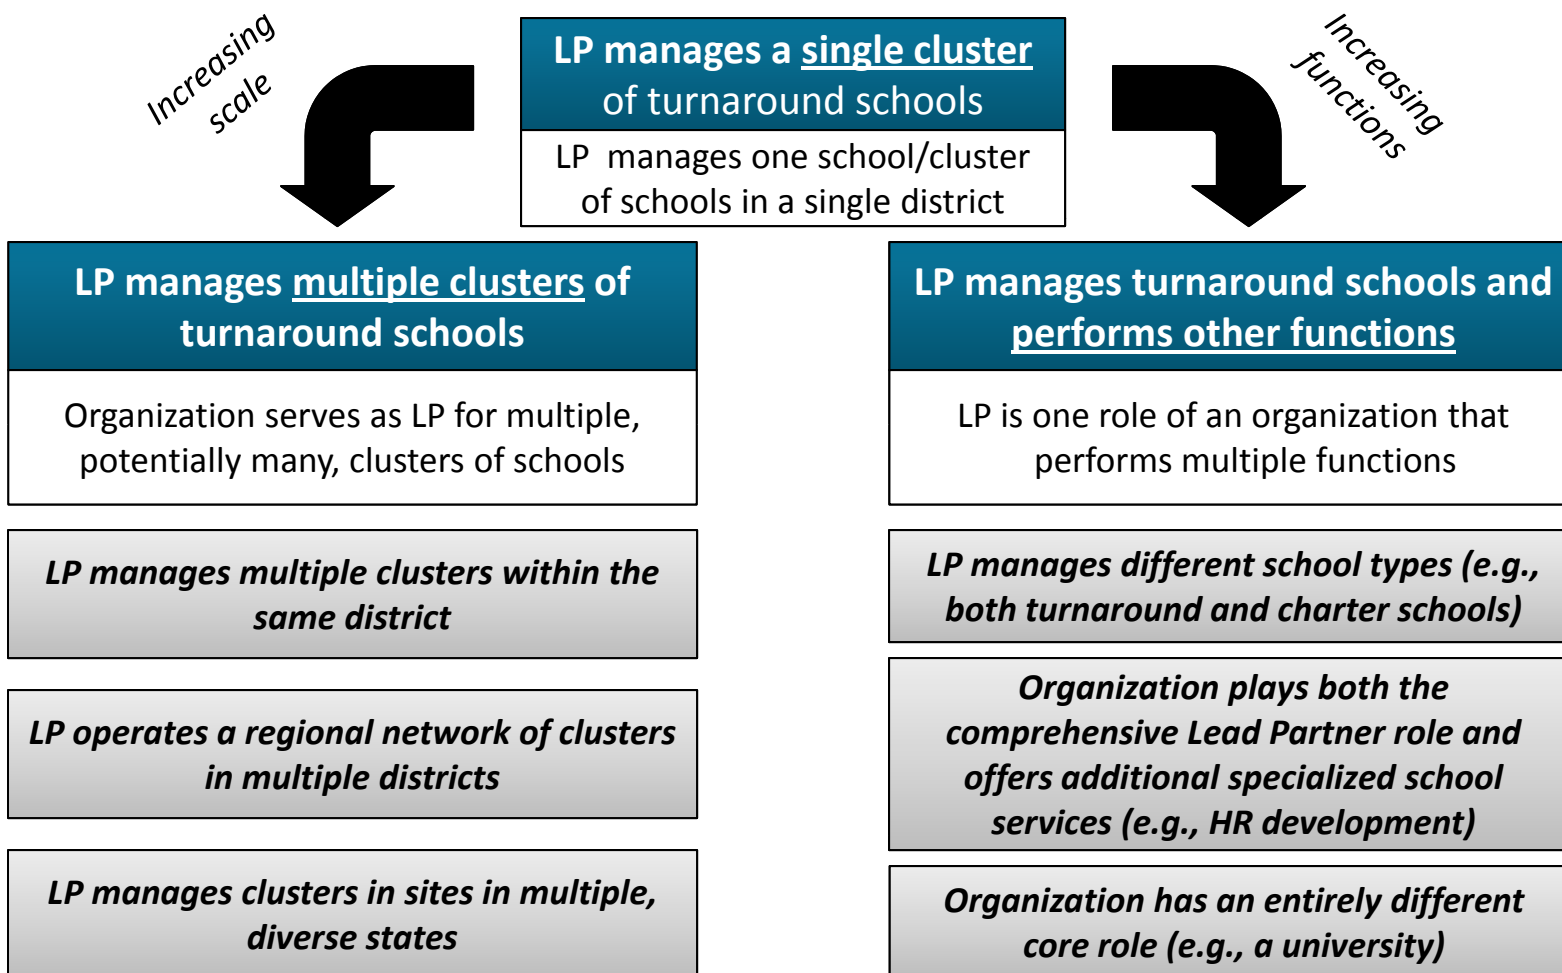 Increasing
scale
LP manages a single cluster
of turnaround schools
LP  manages one school/cluster
of schools in a single district
Increasing
functions
LP manages multiple clusters of
turnaround schools
Organization serves as LP for multiple,
potentially many, clusters of schools
LP manages multiple clusters within the
same district
LP operates a regional network of clusters
in multiple districts
LP manages clusters in sites in multiple,
diverse states
LP manages turnaround schools and
performs other functions
LP is one role of an organization that
performs multiple functions
LP manages different school types (e.g.,
both turnaround and charter schools)
Organization plays both the
comprehensive Lead Partner role and
offers additional specialized school
services (e.g., HR development)
Organization has an entirely different
core role (e.g., a university)